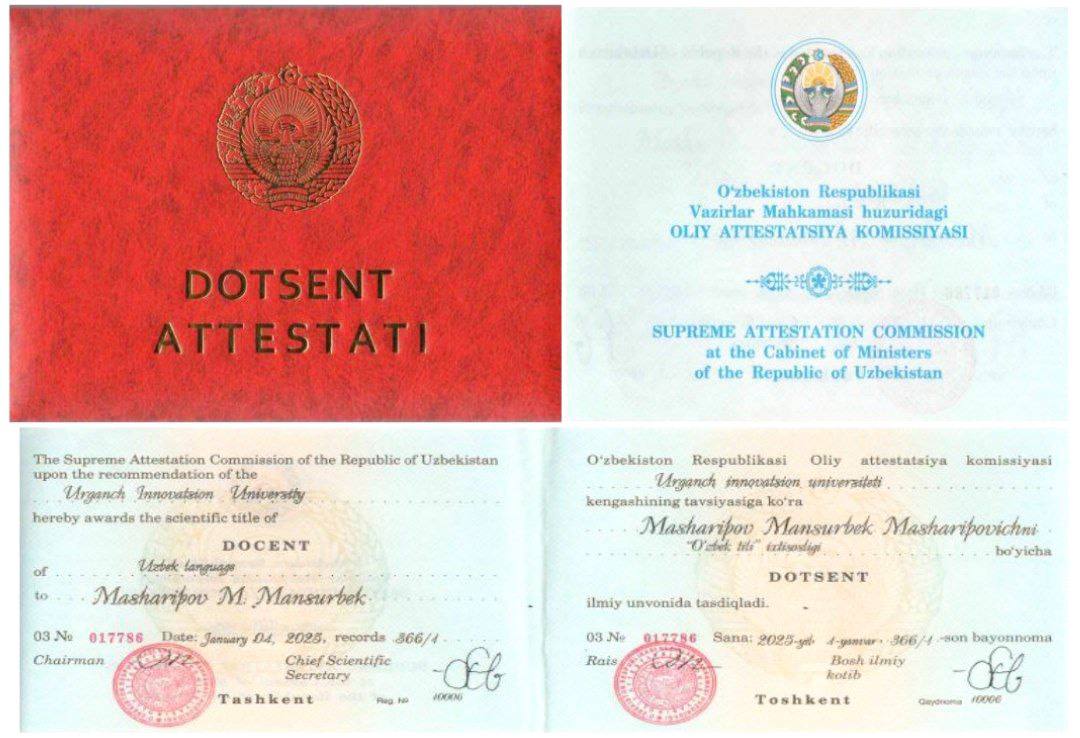 DOTSENT
ATTESTATI
O‘zbekiston Respublikasi
Vazirlar Mahkamasi huzuridagi
OLIY ATTESTATSIYA KOMISSIYASI
SUPREME ATTESTATION COMMISSION
at the Cabinet of Ministers
of the Republic of Uzbekistan
The Supreme Attestation Commission of the Republic of Uzbekistan
upon the recommendation of the
Urganch Innovatsion University
hereby awards the scientific title of
DOCENT
of Uzbek language
to Masharipov M. Mansurbek
03 № 017786 Date: January 04, 2025, records 366/1
Chairman Chief Scientific
Secretary
Tashkent Reg. № 10006
O‘zbekiston Respublikasi Oliy attestatsiya komissiyasi
Urganch innovatsion universiteti
kengashining tavsiyasiga ko‘ra
Masharipov Mansurbek Masharipovichni
"O‘zbek tili" ixtisosligi bo‘yicha
DOTSENT
ilmiy unvonida tasdiqladi.
03 № 017786 Sana: 2025-yil 4-yanvar 366/1 -son bayonnoma
Rais Bosh ilmiy
kotib
Toshkent Qaydnoma 10006